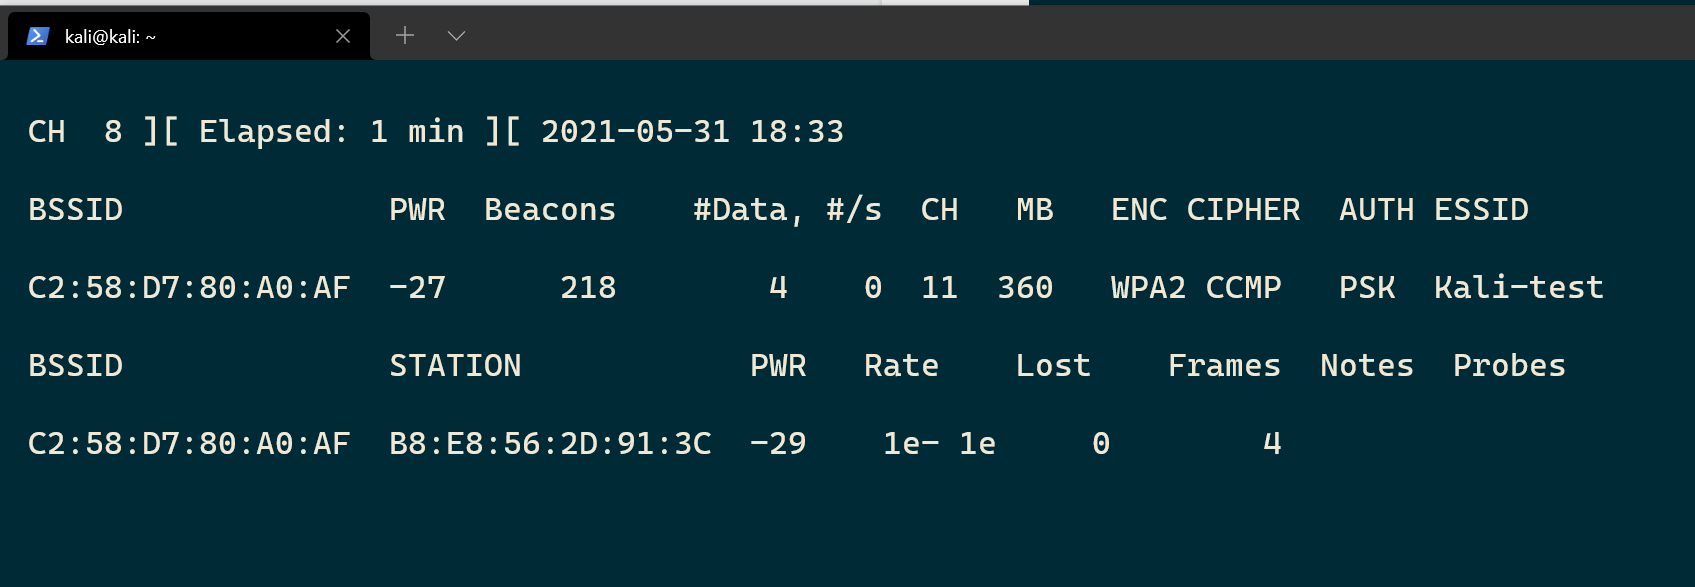 kali@kali: ~
CH  8 ][ Elapsed: 1 min ][ 2021-05-31 18:33
BSSID              PWR  Beacons    #Data, #/s  CH   MB   ENC CIPHER  AUTH ESSID
C2:58:D7:80:A0:AF  -27      218        4    0  11  360   WPA2 CCMP   PSK  Kali-test
BSSID              STATION            PWR   Rate    Lost    Frames  Notes  Probes
C2:58:D7:80:A0:AF  B8:E8:56:2D:91:3C  -29    1e- 1e     0        4